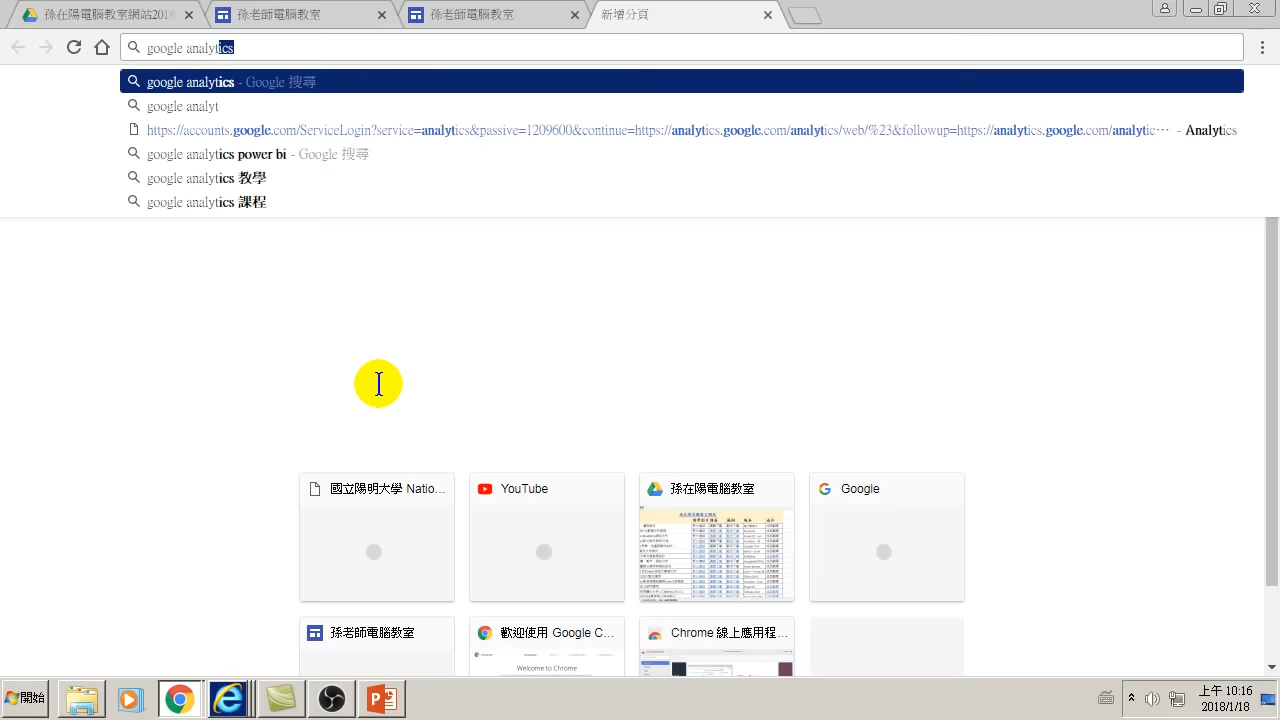 孫在陽電腦教室網站201
孫老師電腦教室
孫老師電腦教室
新增分頁
google analytics
google analytics - Google 搜尋
google analyt
https://accounts.google.com/ServiceLogin?service=analytics&passive=1209600&continue=https://analytics.google.com/analytics/web/%23&followup=https://analytics.google.com/analytic… - Analytics
google analytics power bi - Google 搜尋
google analytics 教學
google analytics 課程
國立陽明大學 Natio...
YouTube
孫在陽電腦教室
Google
孫老師電腦教室
歡迎使用 Google C...
Chrome 線上應用程...
Welcome to Chrome
開始
上午 10:16
2018/1/18